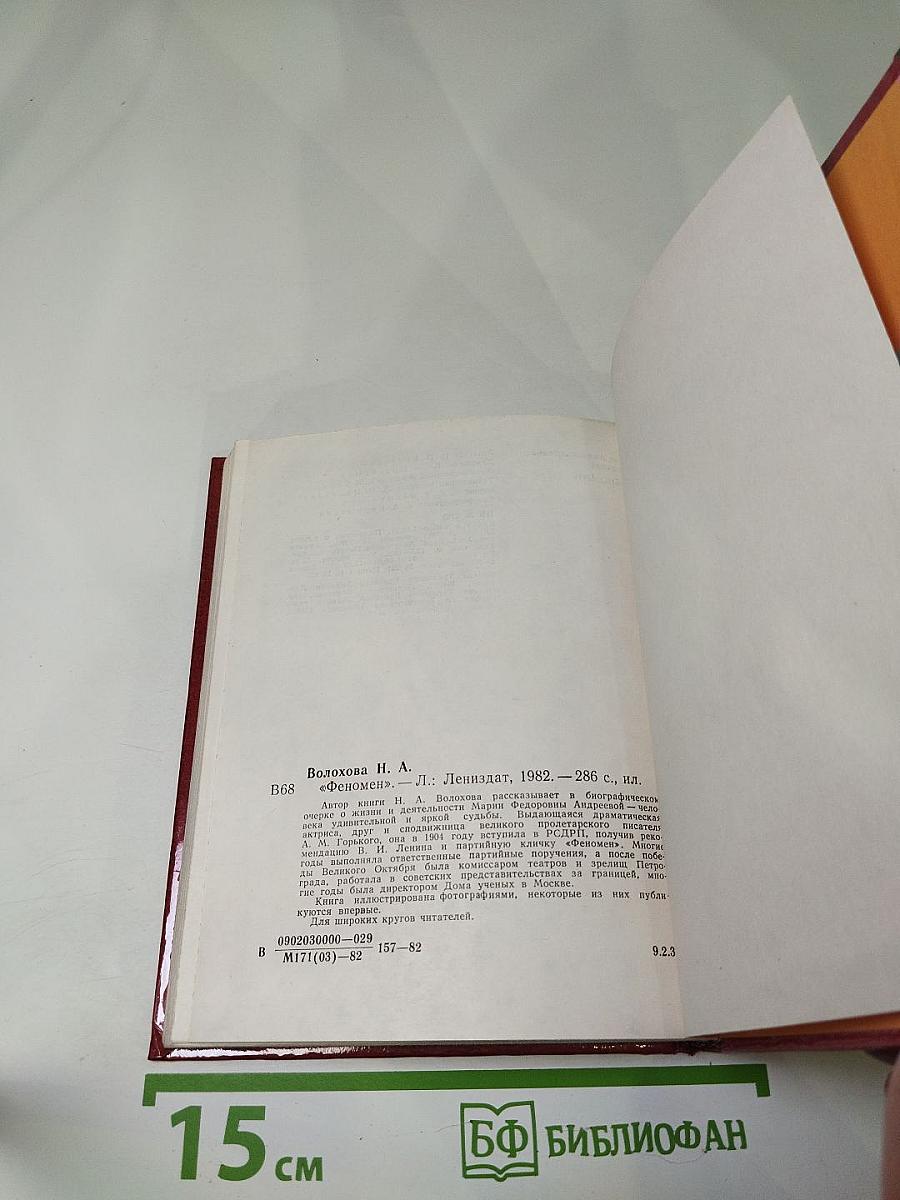 Волохова Н. А.
В68 «Феномен». — Л.: Лениздат, 1982. — 286 с., ил.
Автор книги Н. А. Волохова рассказывает в биографическом
очерке о жизни и деятельности Марии Федоровны Андреевой — чело-
века удивительной и яркой судьбы. Выдающаяся драматическая
актриса, друг и сподвижница великого пролетарского писателя
А. М. Горького, она в 1904 году вступила в РСДРП, получив реко-
мендацию В. И. Ленина и партийную кличку «Феномен». Многие
годы выполняла ответственные партийные поручения, а после побе-
ды Великого Октября была комиссаром театров и зрелищ Петро-
града, работала в советских представительствах за границей, мно-
гие годы была директором Дома ученых в Москве.
Книга иллюстрирована фотографиями, некоторые из них публи-
куются впервые.
Для широких кругов читателей.
В 0902030000—029
М171(03)—82 157—82 9.2.3
15 см
БФ БИБЛИОФАН